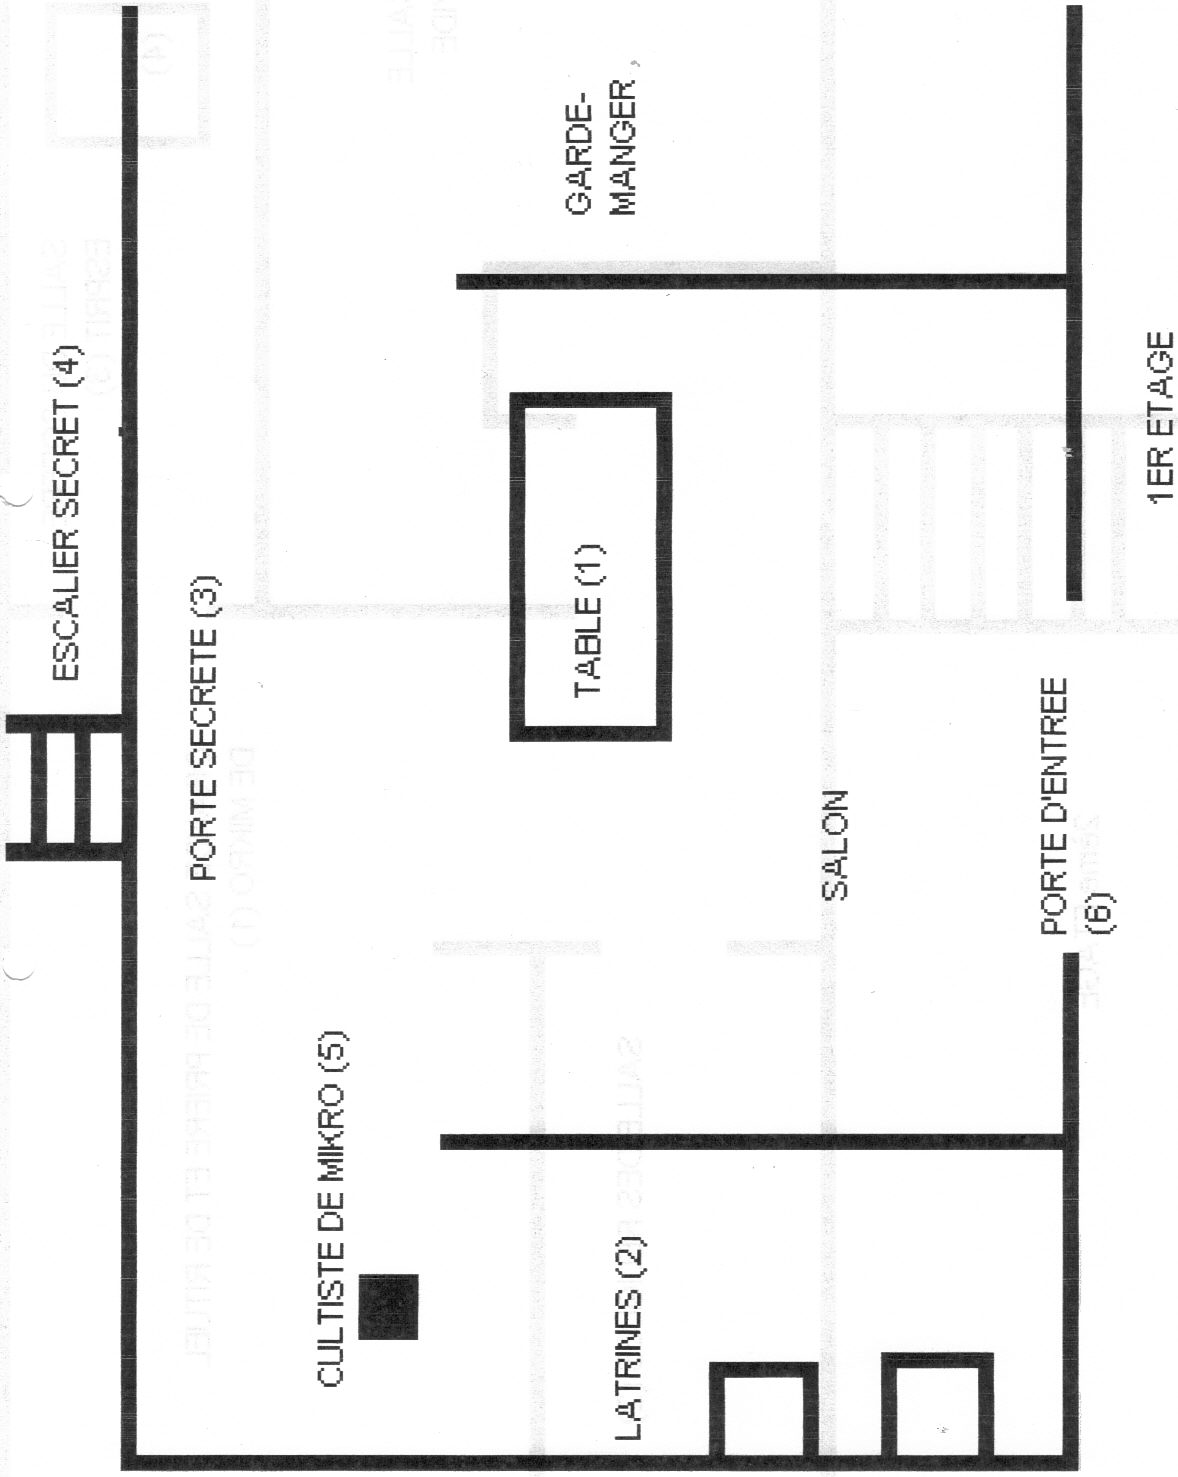 ESCALIER SECRET (4)
PORTE SECRETE (3)
CULTISTE DE MIKRO (5)
GARDE-
MANGER
TABLE (1)
LATRINES (2)
SALON
PORTE D'ENTREE
(6)
1ER ETAGE